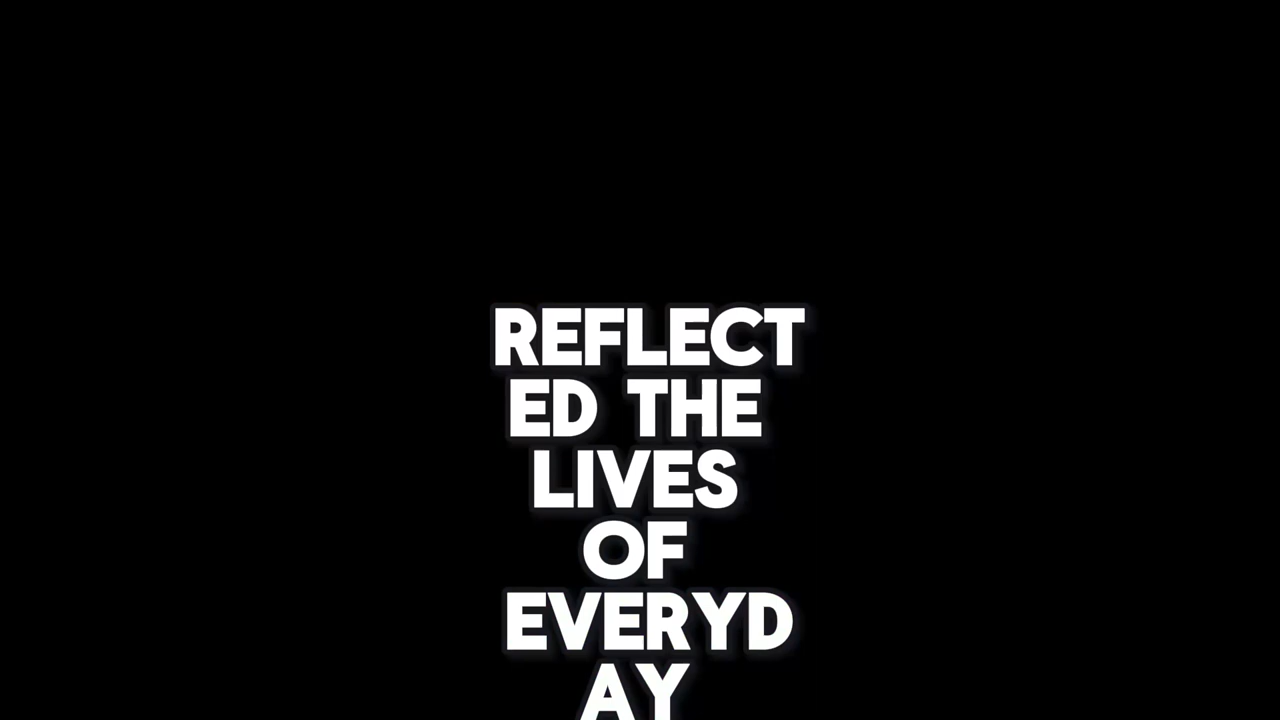 REFLECT
ED THE
LIVES
OF
EVERYD
AY